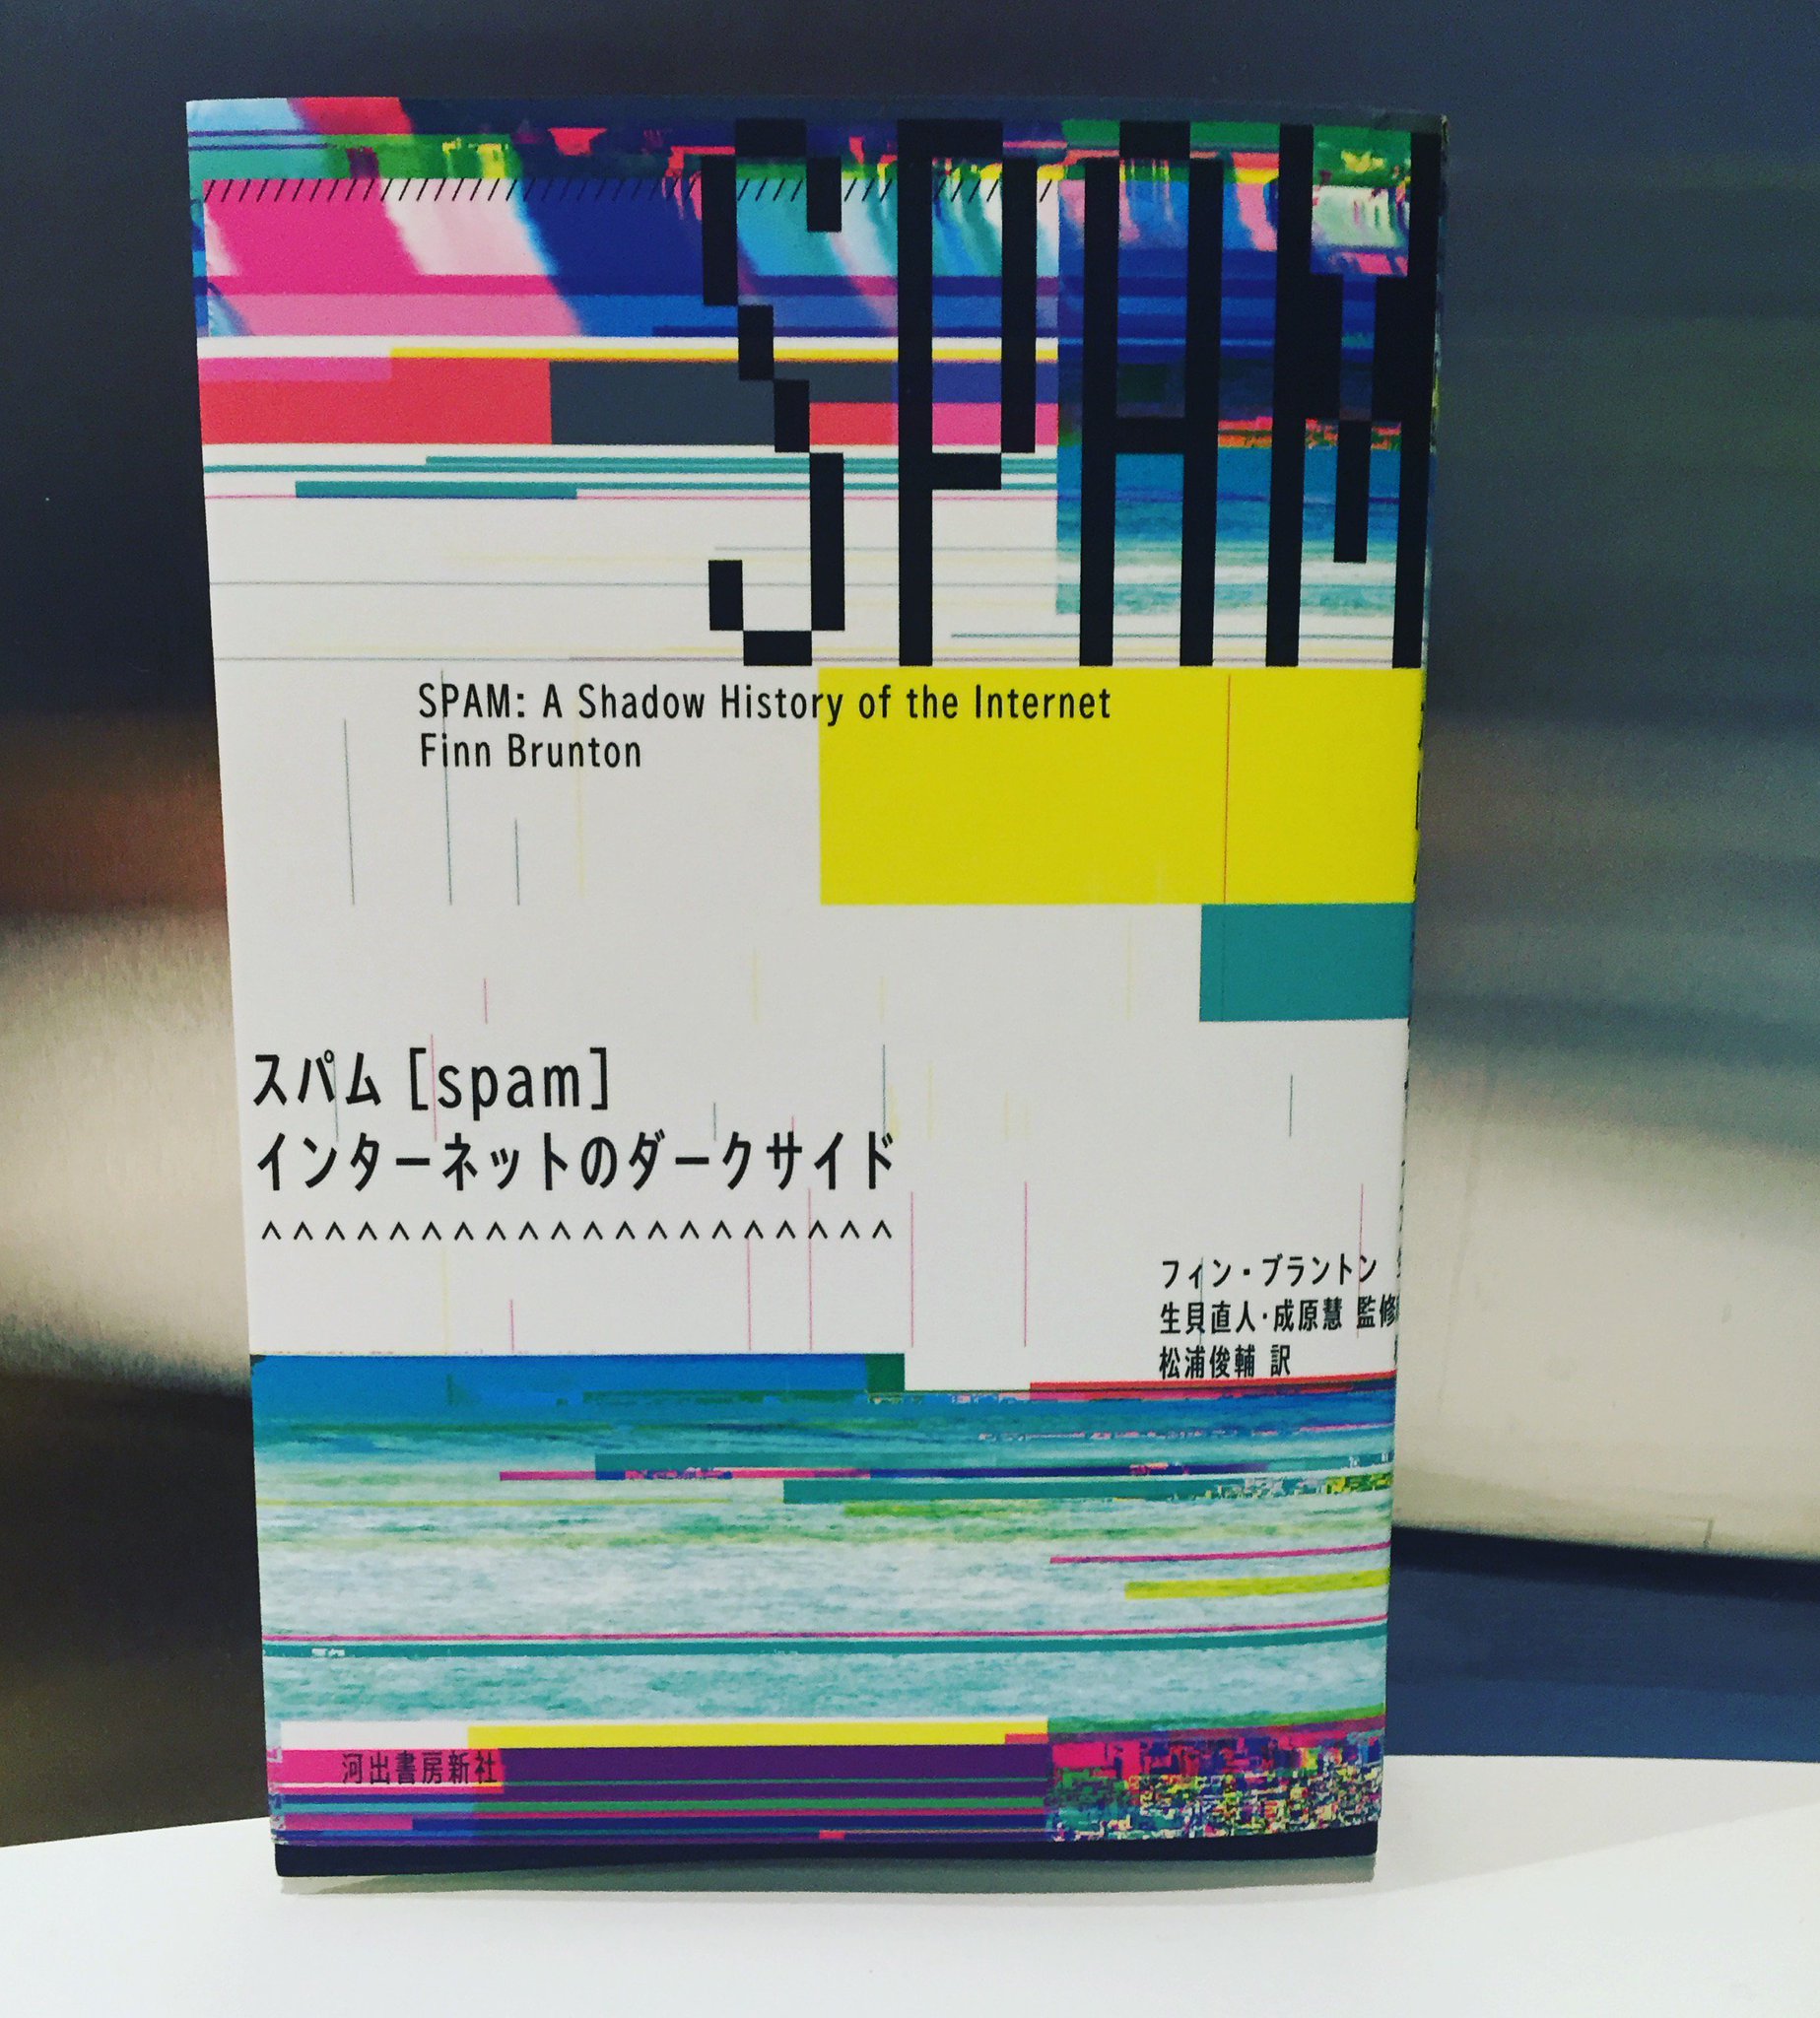 SPAM
SPAM: A Shadow History of the Internet
Finn Brunton
スパム [spam]
インターネットのダークサイド
^^^^^^^^^^^^^^^^^^^^
フィン・ブラントン
生貝直人・成原慧 監修
松浦俊輔 訳
河出書房新社